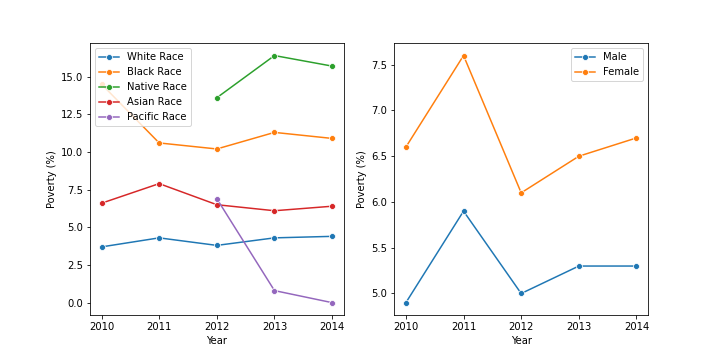 White Race
Black Race
Native Race
Asian Race
Pacific Race
15.0
12.5
10.0
7.5
5.0
2.5
0.0
Poverty (%)
2010 2011 2012 2013 2014
Year
Male
Female
7.5
7.0
6.5
6.0
5.5
5.0
Poverty (%)
2010 2011 2012 2013 2014
Year